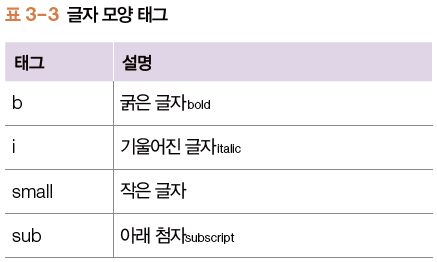 표 3-3 글자 모양 태그
태그 설명
b 굵은 글자bold
i 기울어진 글자italic
small 작은 글자
sub 아래 첨자subscript